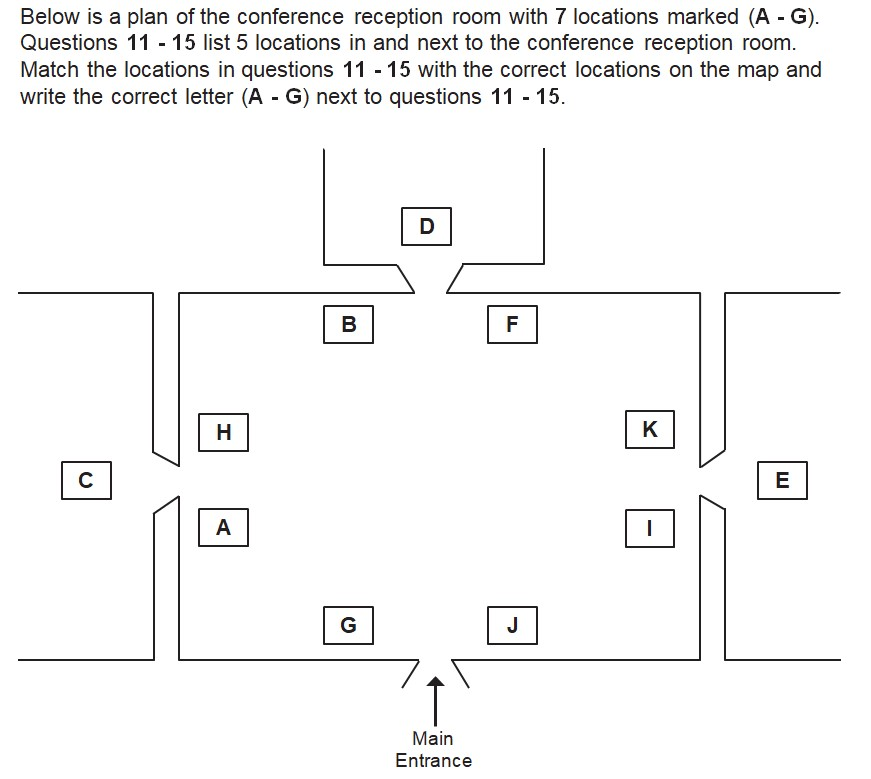 Below is a plan of the conference reception room with 7 locations marked (A - G).
Questions 11 - 15 list 5 locations in and next to the conference reception room.
Match the locations in questions 11 - 15 with the correct locations on the map and
write the correct letter (A - G) next to questions 11 - 15.
D
B
F
H
K
C
E
A
I
G
J
Main
Entrance